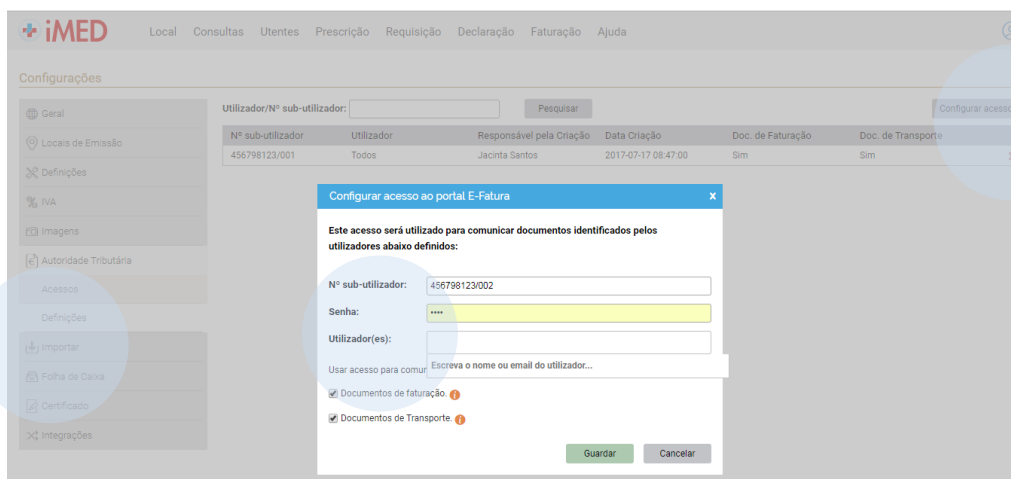 iMED
Local Consultas Utentes Prescrição Requisição Declaração Faturação Ajuda
Configurações
Geral
Locais de Emissão
Definições
% IVA
Imagens
Autoridade Tributária
Acessos
Definições
Importar
Folha de Caixa
Certificado
Integrações
Utilizador/Nº sub-utilizador: Pesquisar Configurar acesso
Nº sub-utilizador Utilizador Responsável pela Criação Data Criação Doc. de Faturação Doc. de Transporte
456798123/001 Todos Jacinta Santos 2017-07-17 08:47:00 Sim Sim
Configurar acesso ao portal E-Fatura x
Este acesso será utilizado para comunicar documentos identificados pelos
utilizadores abaixo definidos:
Nº sub-utilizador: 456798123/002
Senha: ••••
Utilizador(es):
Usar acesso para comur Escreva o nome ou email do utilizador...
Documentos de faturação. i
Documentos de Transporte. i
Guardar Cancelar